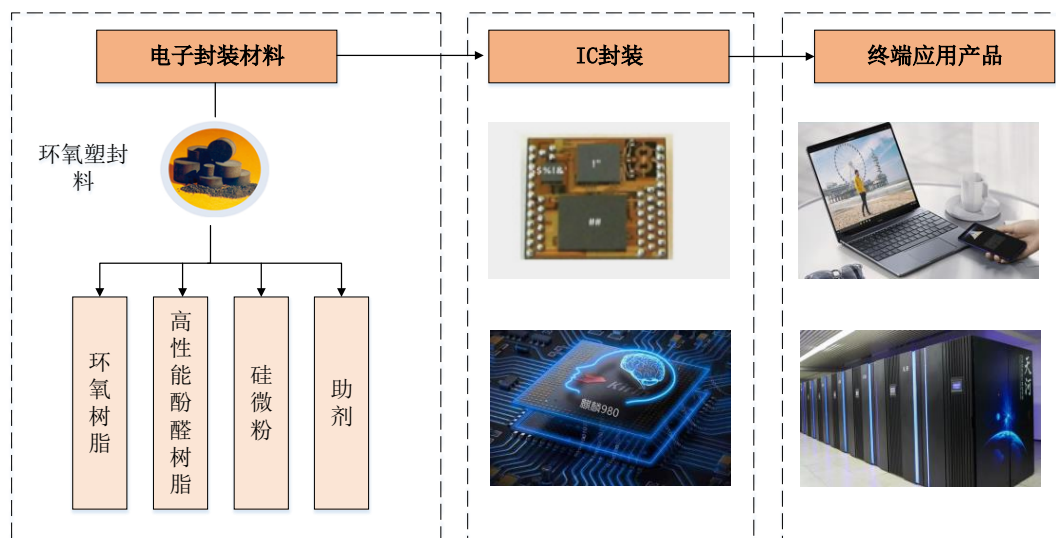 电子封装材料
IC封装
终端应用产品
环氧塑封
料
环氧树脂
高性能酚醛树脂
硅微粉
助剂
$%!&'
!"
##
麒麟980
天河